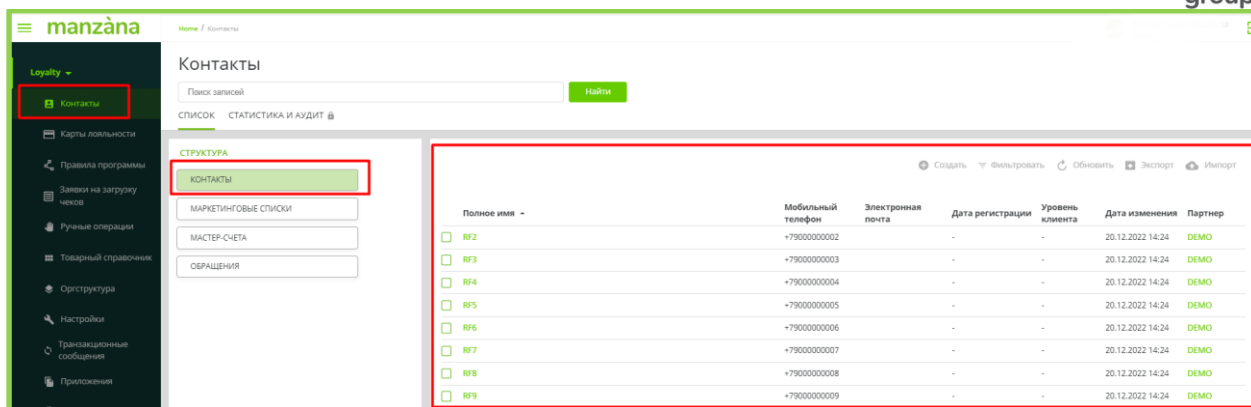 group
manzàna
Home / Контакты
Loyalty
Контакты
Карты лояльности
Правила программы
Заявки на загрузку
чеков
Ручные операции
Товарный справочник
Оргструктура
Настройки
Транзакционные
сообщения
Приложения
Контакты
Поиск записей
Найти
СПИСОК СТАТИСТИКА И АУДИТ
СТРУКТУРА
КОНТАКТЫ
МАРКЕТИНГОВЫЕ СПИСКИ
МАСТЕР-СЧЕТА
ОБРАЩЕНИЯ
Создать Фильтровать Обновить Экспорт Импорт
Полное имя Мобильный телефон Электронная почта Дата регистрации Уровень клиента Дата изменения Партнер
RF2 +79000000002 - - 20.12.2022 14:24 DEMO
RF3 +79000000003 - - 20.12.2022 14:24 DEMO
RF4 +79000000004 - - 20.12.2022 14:24 DEMO
RF5 +79000000005 - - 20.12.2022 14:24 DEMO
RF6 +79000000006 - - 20.12.2022 14:24 DEMO
RF7 +79000000007 - - 20.12.2022 14:24 DEMO
RF8 +79000000008 - - 20.12.2022 14:24 DEMO
RF9 +79000000009 - - 20.12.2022 14:24 DEMO